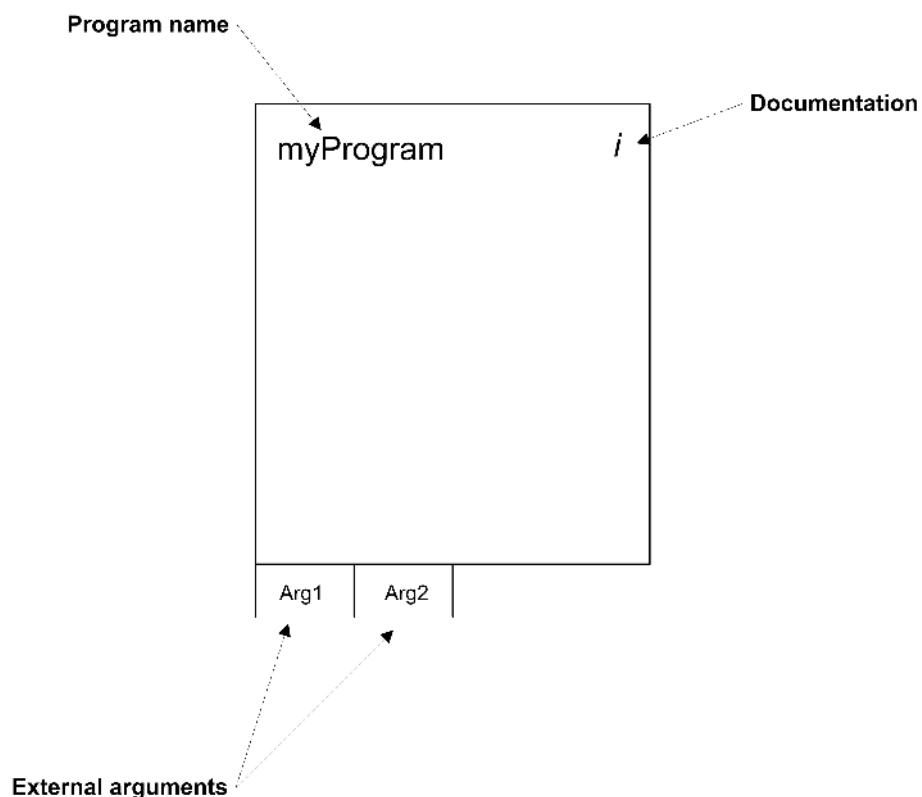 Program name
Documentation
myProgram
i
Arg1
Arg2
External arguments